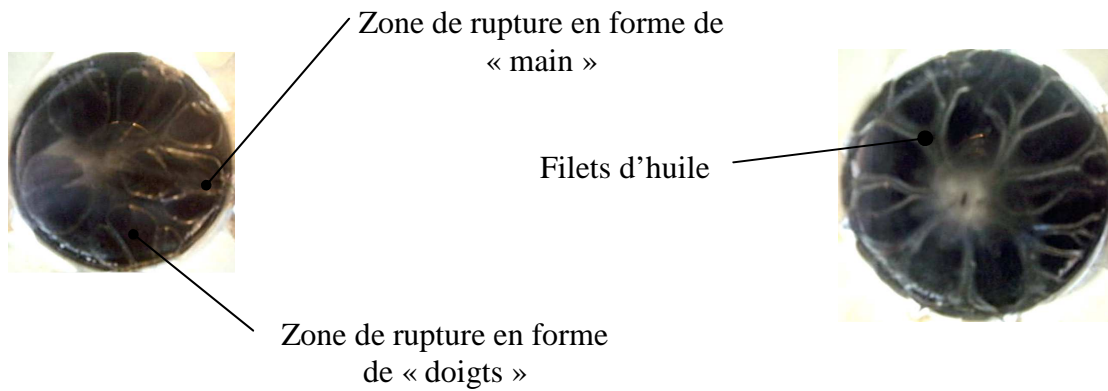 Zone de rupture en forme de
« main »
Filets d'huile
Zone de rupture en forme
de « doigts »